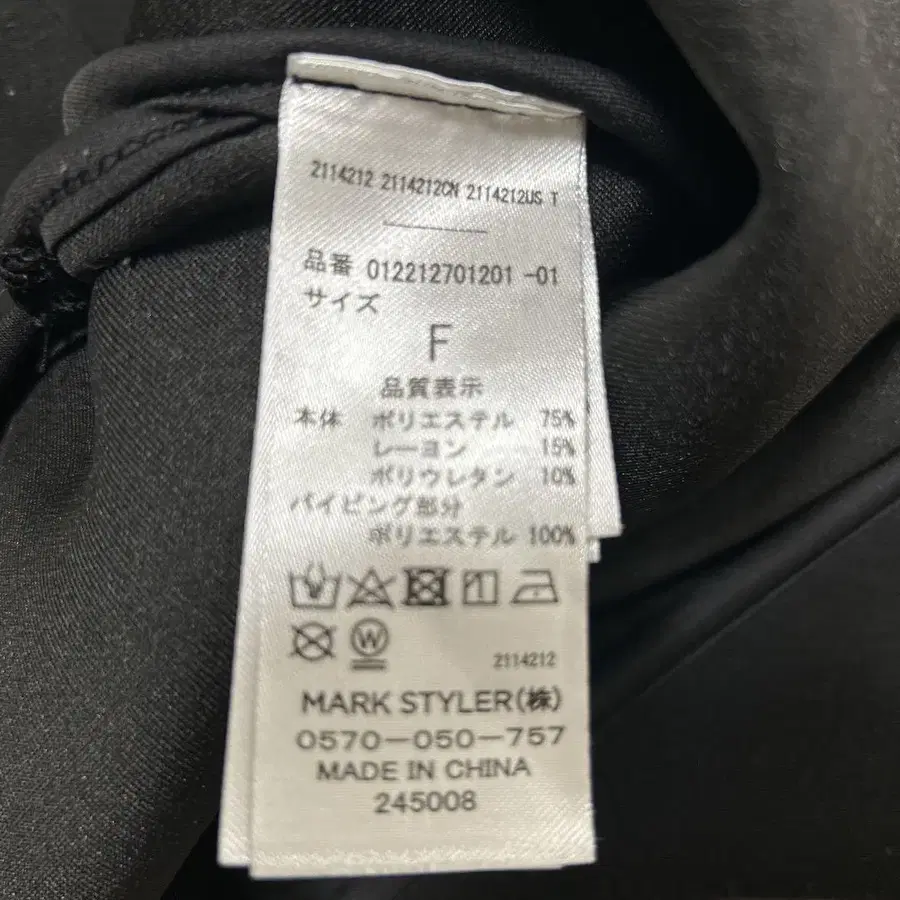 2114212 2114212CN 2114212US T
品番 012212701201 -01
サイズ
F
品質表示
本体 ポリエステル 75%
レーヨン 15%
ポリウレタン 10%
パイピング部分
ポリエステル 100%
W
2114212
MARK STYLER(株)
0570-050-757
MADE IN CHINA
245008